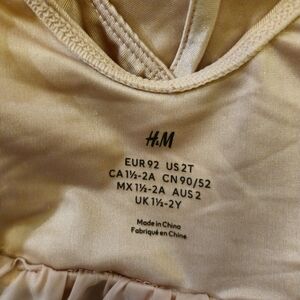 H&M
EUR 92 US 2T
CA 1½-2A CN 90/52
MX 1½-2A AUS 2
UK 1½-2Y
Made in China
Fabriqué en Chine